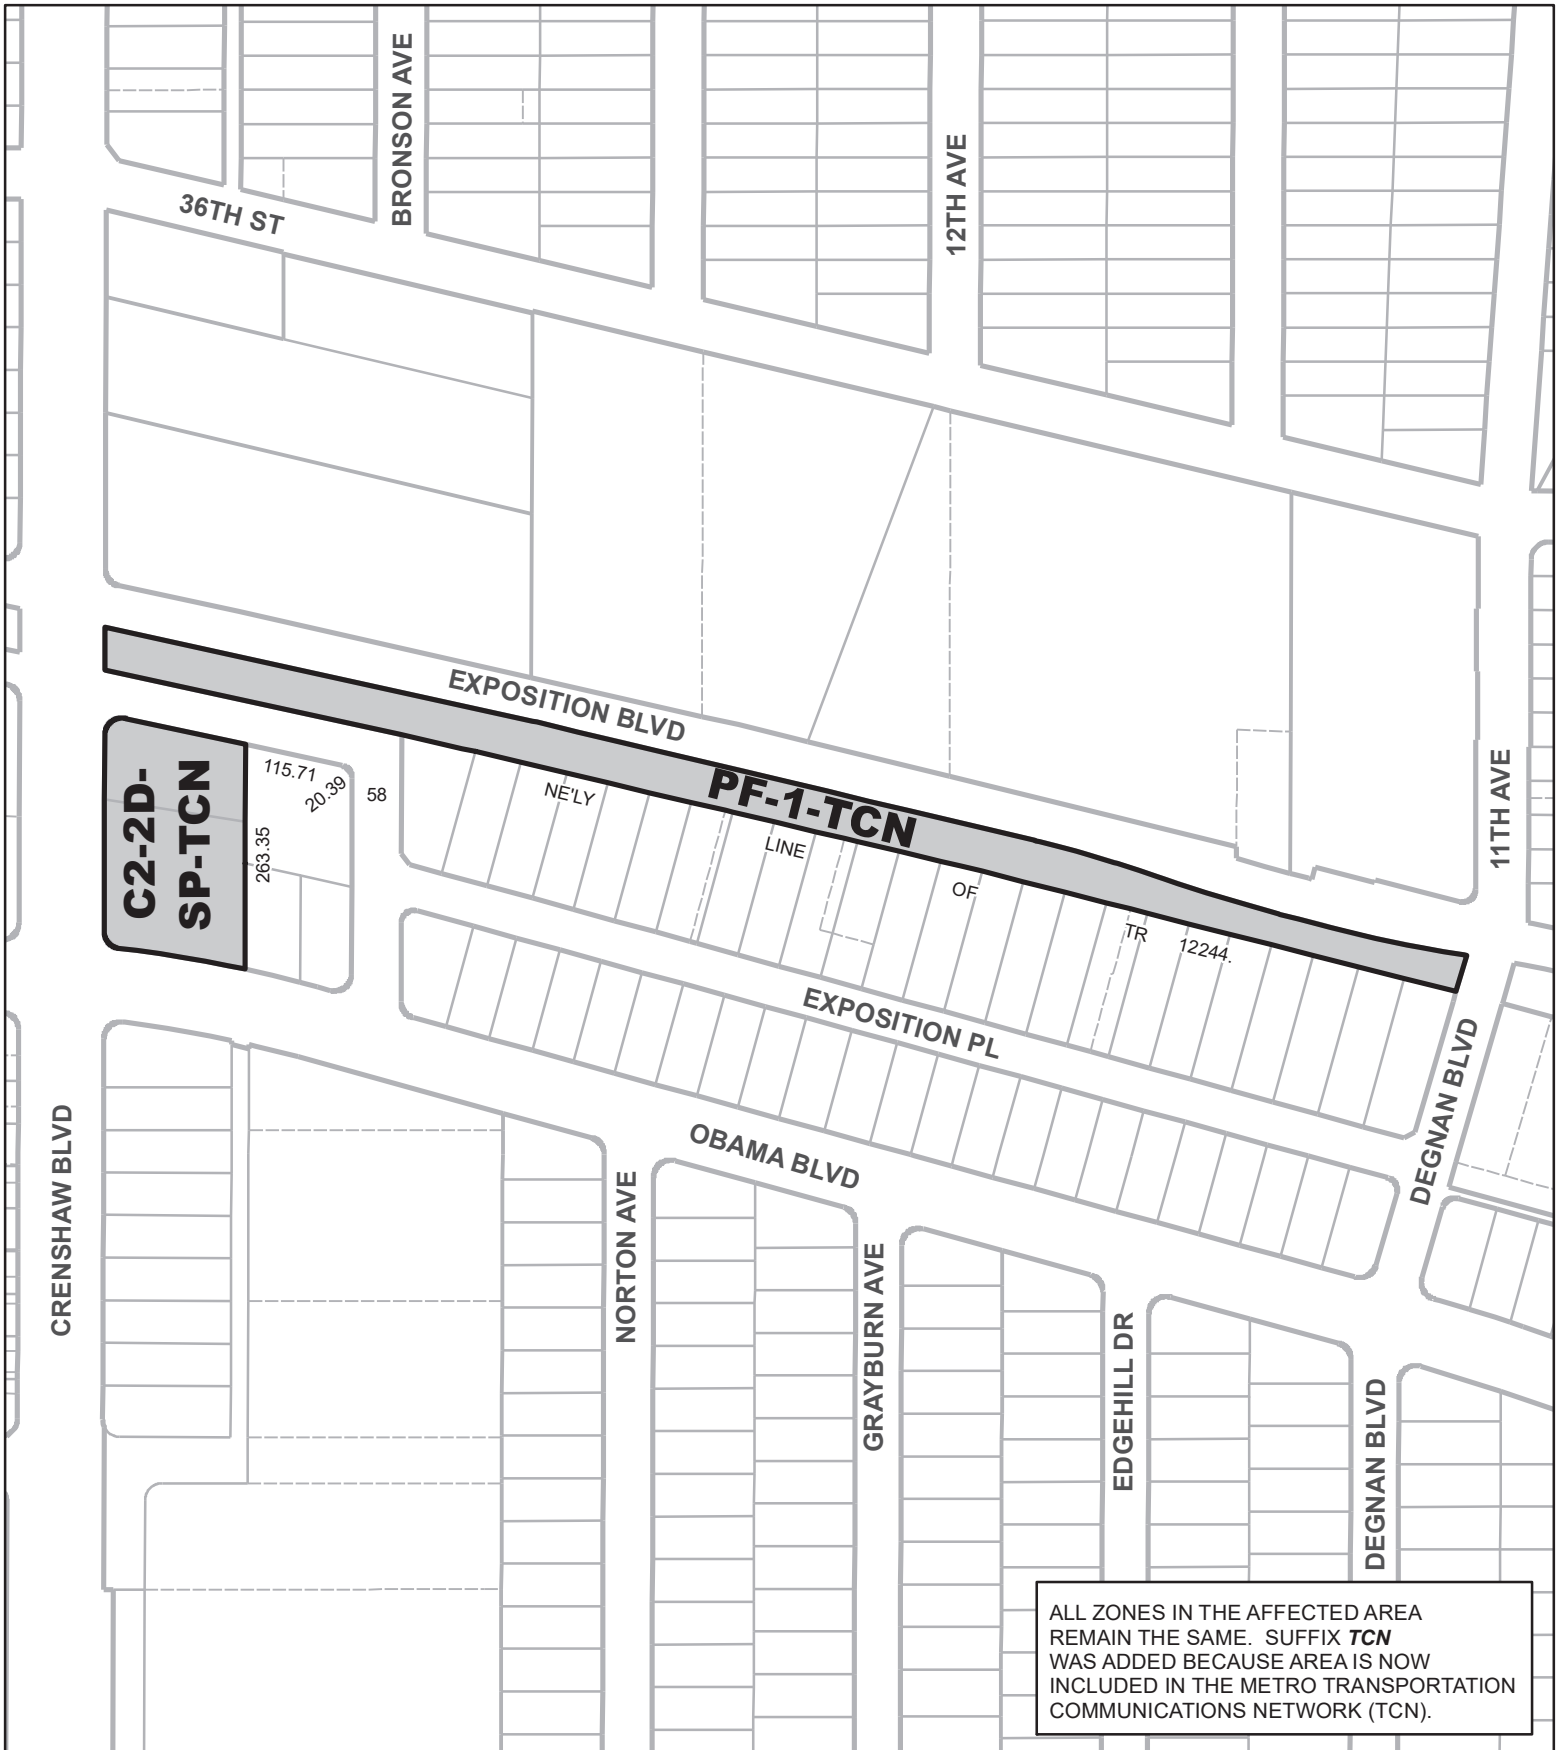 BRONSON AVE
36TH ST
12TH AVE
EXPOSITION BLVD
C2-2D-
SP-TCN
115.71
20.39
58
263.35
NE'LY
PF-1-TCN
LINE
OF
TR
12244.
11TH AVE
EXPOSITION PL
DEGNAN BLVD
OBAMA BLVD
CRENSHAW BLVD
NORTON AVE
GRAYBURN AVE
EDGEHILL DR
DEGNAN BLVD
ALL ZONES IN THE AFFECTED AREA
REMAIN THE SAME. SUFFIX TCN
WAS ADDED BECAUSE AREA IS NOW
INCLUDED IN THE METRO TRANSPORTATION
COMMUNICATIONS NETWORK (TCN).